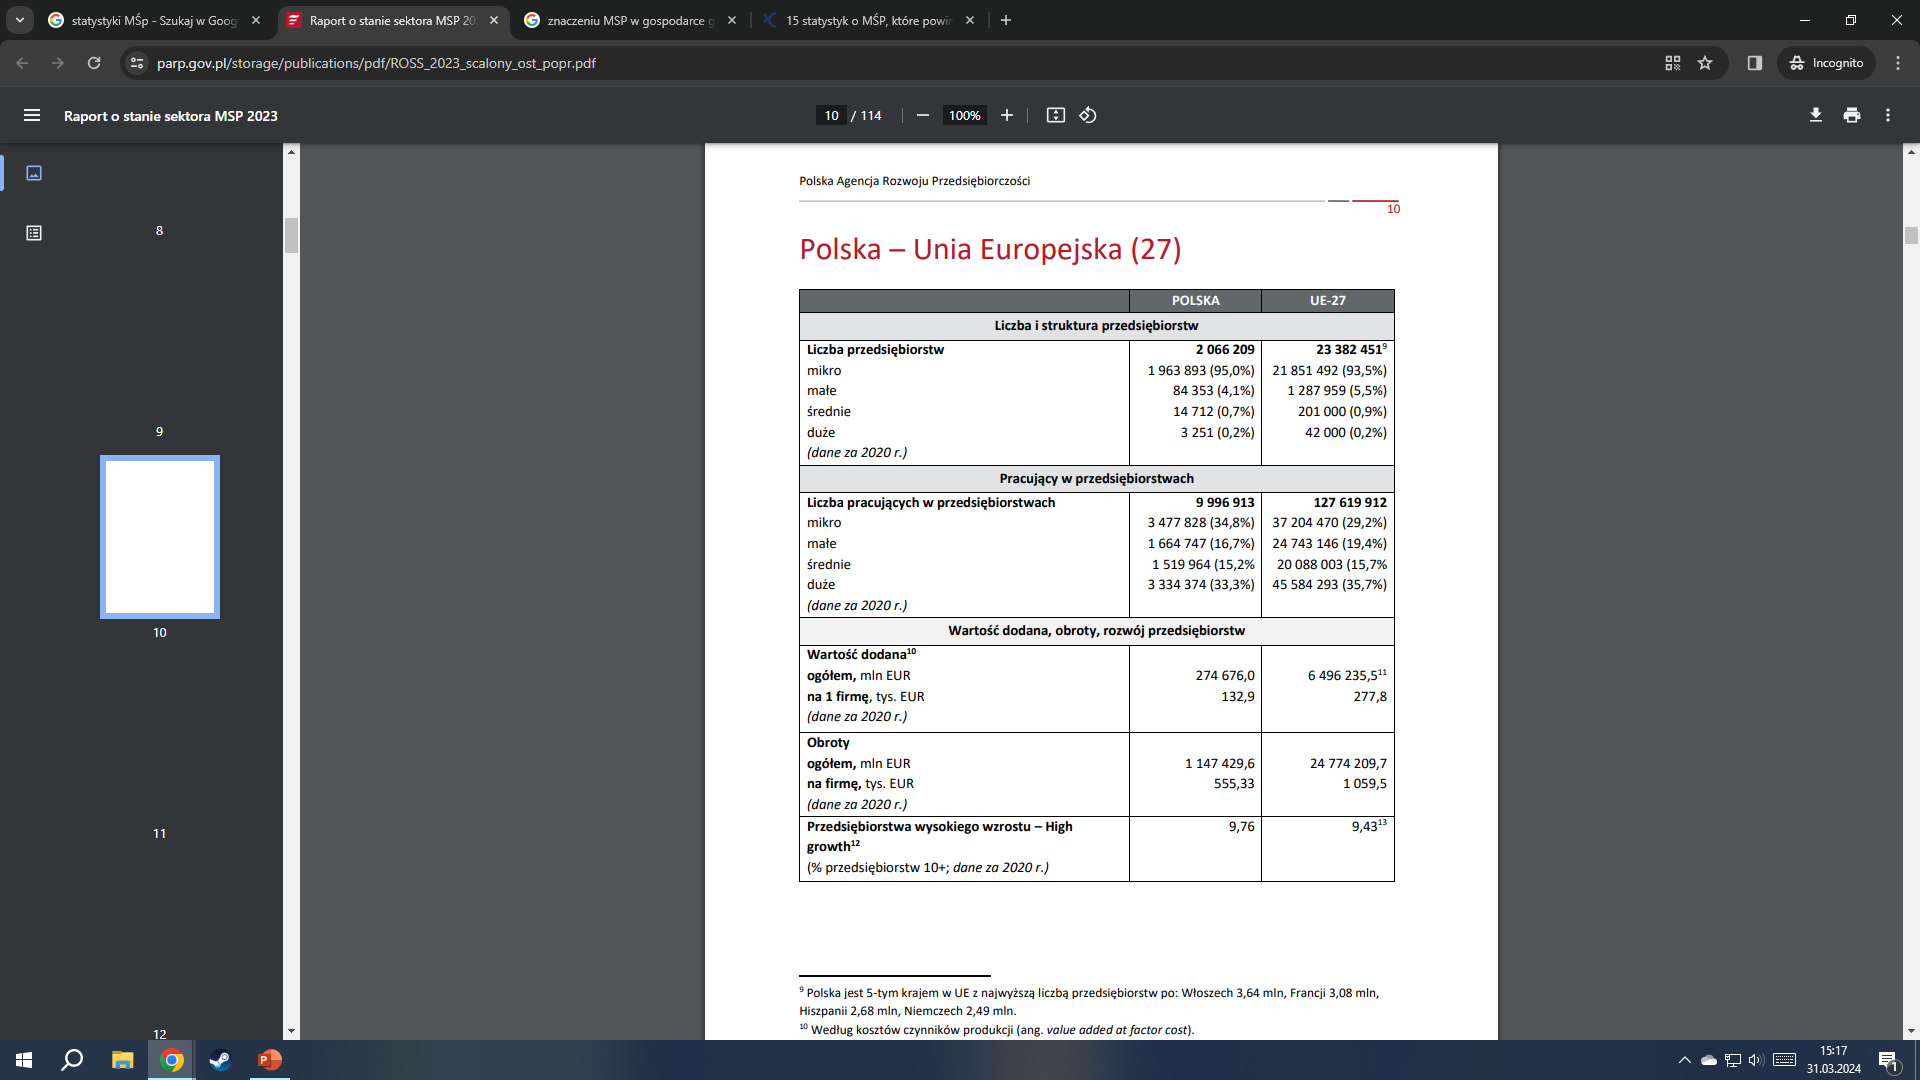 statystyki MŚp - Szukaj w Goog
Raport o stanie sektora MSP 20
znaczeniu MSP w gospodarce g
15 statystyk o MŚP, które powin
parp.gov.pl/storage/publications/pdf/ROSS_2023_scalony_ost_popr.pdf
Incognito
Raport o stanie sektora MSP 2023
10 / 114
100%
8
9
10
11
12
Polska Agencja Rozwoju Przedsiębiorczości
10
Polska – Unia Europejska (27)
POLSKA UE-27
Liczba i struktura przedsiębiorstw
Liczba przedsiębiorstw 2 066 209 23 382 451⁹
mikro 1 963 893 (95,0%) 21 851 492 (93,5%)
małe 84 353 (4,1%) 1 287 959 (5,5%)
średnie 14 712 (0,7%) 201 000 (0,9%)
duże 3 251 (0,2%) 42 000 (0,2%)
(dane za 2020 r.)
Pracujący w przedsiębiorstwach
Liczba pracujących w przedsiębiorstwach 9 996 913 127 619 912
mikro 3 477 828 (34,8%) 37 204 470 (29,2%)
małe 1 664 747 (16,7%) 24 743 146 (19,4%)
średnie 1 519 964 (15,2% 20 088 003 (15,7%
duże 3 334 374 (33,3%) 45 584 293 (35,7%)
(dane za 2020 r.)
Wartość dodana, obroty, rozwój przedsiębiorstw
Wartość dodana¹⁰
ogółem, mln EUR 274 676,0 6 496 235,5¹¹
na 1 firmę, tys. EUR 132,9 277,8
(dane za 2020 r.)
Obroty
ogółem, mln EUR 1 147 429,6 24 774 209,7
na firmę, tys. EUR 555,33 1 059,5
(dane za 2020 r.)
Przedsiębiorstwa wysokiego wzrostu – High 9,76 9,43¹³
growth¹²
(% przedsiębiorstw 10+; dane za 2020 r.)
⁹ Polska jest 5-tym krajem w UE z najwyższą liczbą przedsiębiorstw po: Włoszech 3,64 mln, Francji 3,08 mln,
Hiszpanii 2,68 mln, Niemczech 2,49 mln.
¹⁰ Według kosztów czynników produkcji (ang. value added at factor cost).
15:17
31.03.2024
1